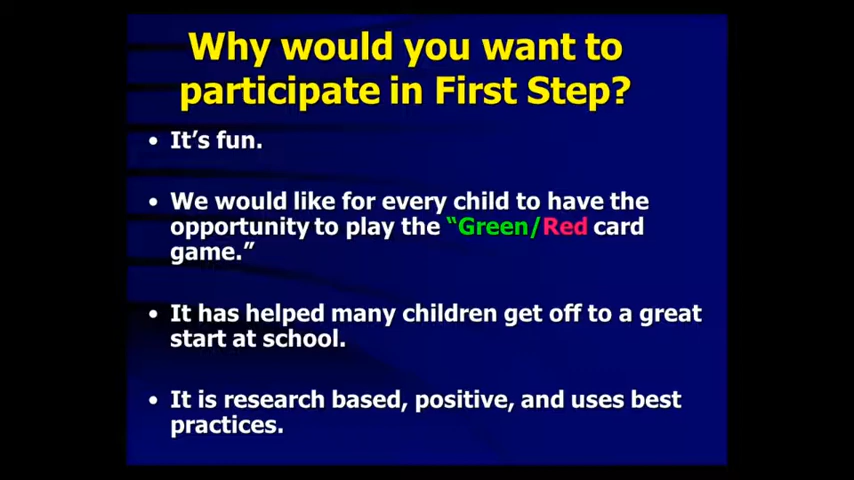 Why would you want to
participate in First Step?
• It's fun.
• We would like for every child to have the
opportunity to play the “Green/Red card
game.”
• It has helped many children get off to a great
start at school.
• It is research based, positive, and uses best
practices.